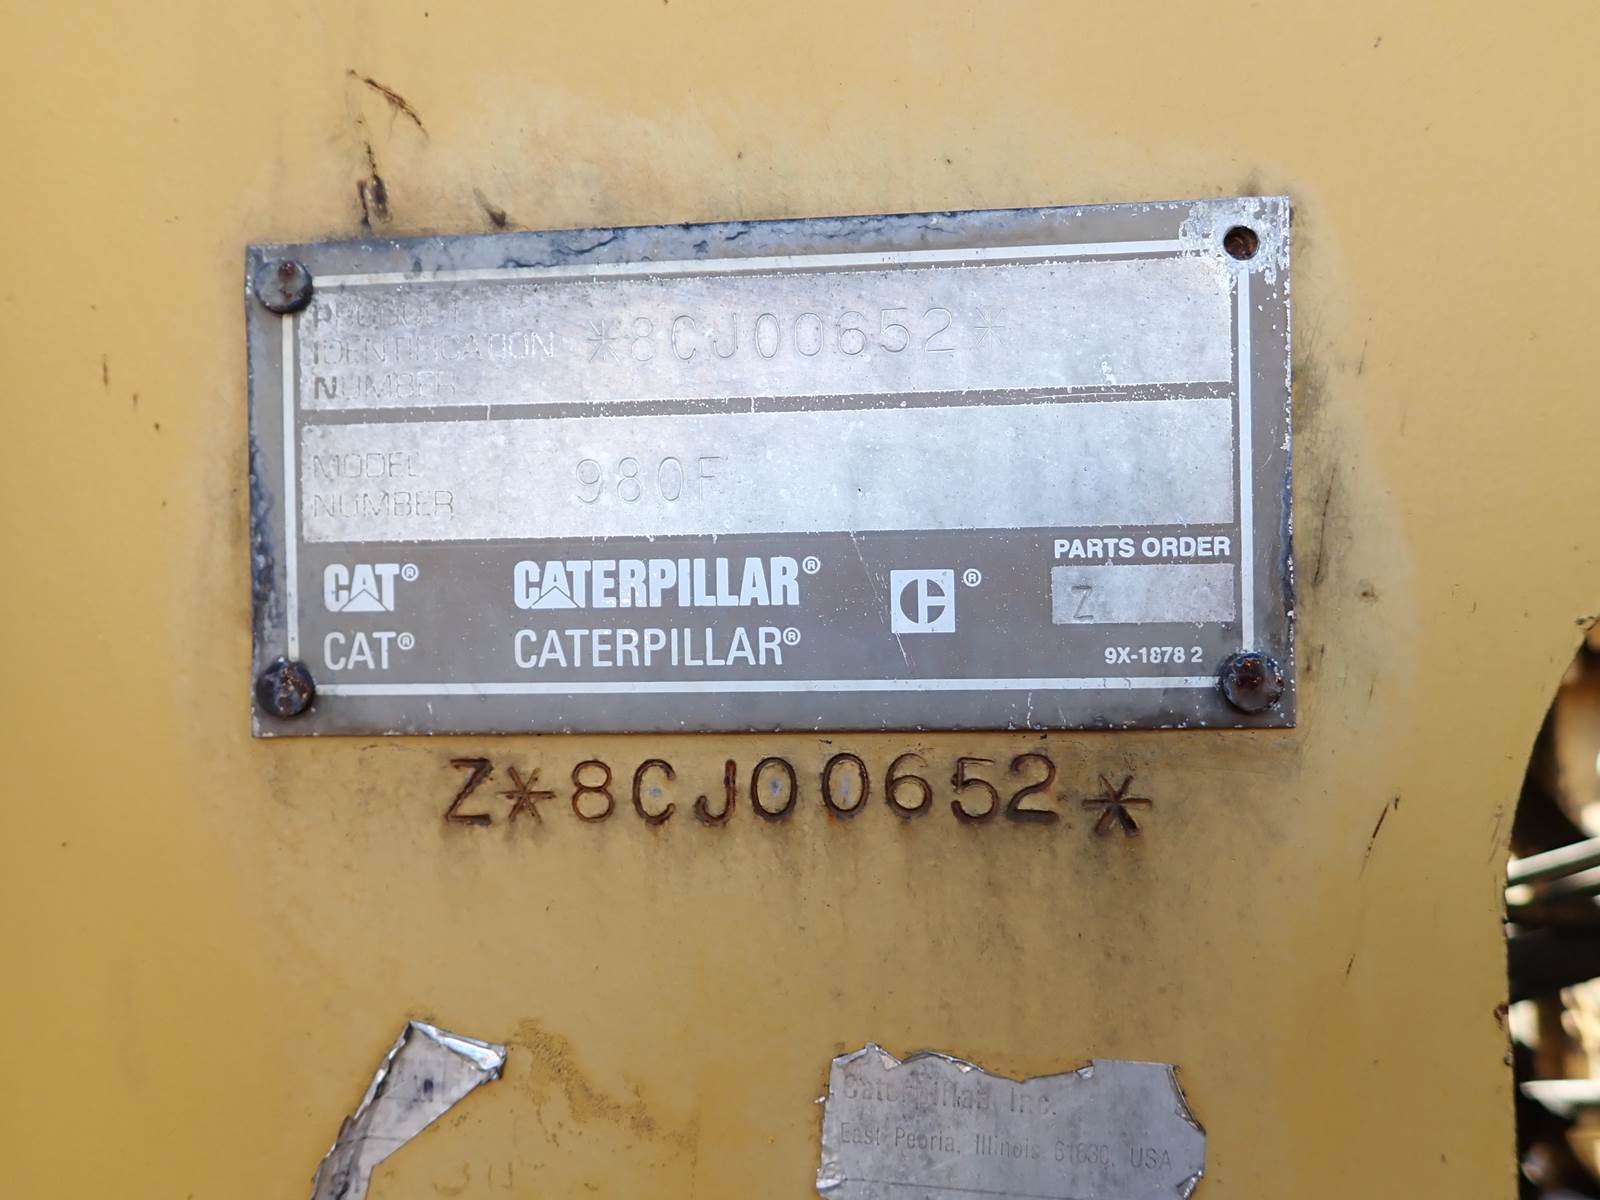 PRODUCT
IDENTIFICATION *8CJ00652*
NUMBER
MODEL
NUMBER 980F
PARTS ORDER
CAT® CATERPILLAR® C® Z
CAT® CATERPILLAR®
9X-1878 2
Z*8CJ00652*
Caterpillar Inc.
East Peoria, Illinois 61630, USA